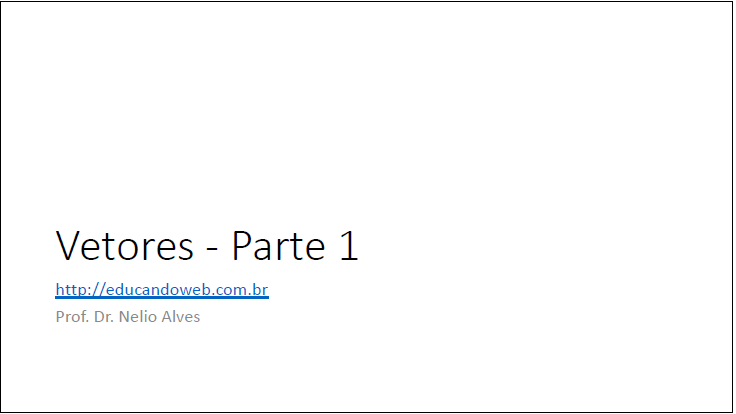 Vetores - Parte 1
http://educandoweb.com.br
Prof. Dr. Nelio Alves